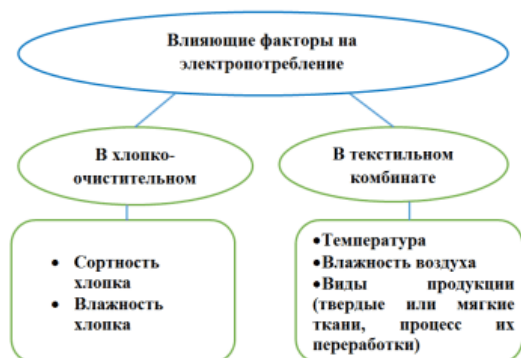 Влияющие факторы на
электропотребление
В хлопко-
очистительном
В текстильном
комбинате
• Сортность
хлопка
• Влажность
хлопка
•Температура
•Влажность воздуха
•Виды продукции
(твердые или мягкие
ткани, процесс их
переработки)